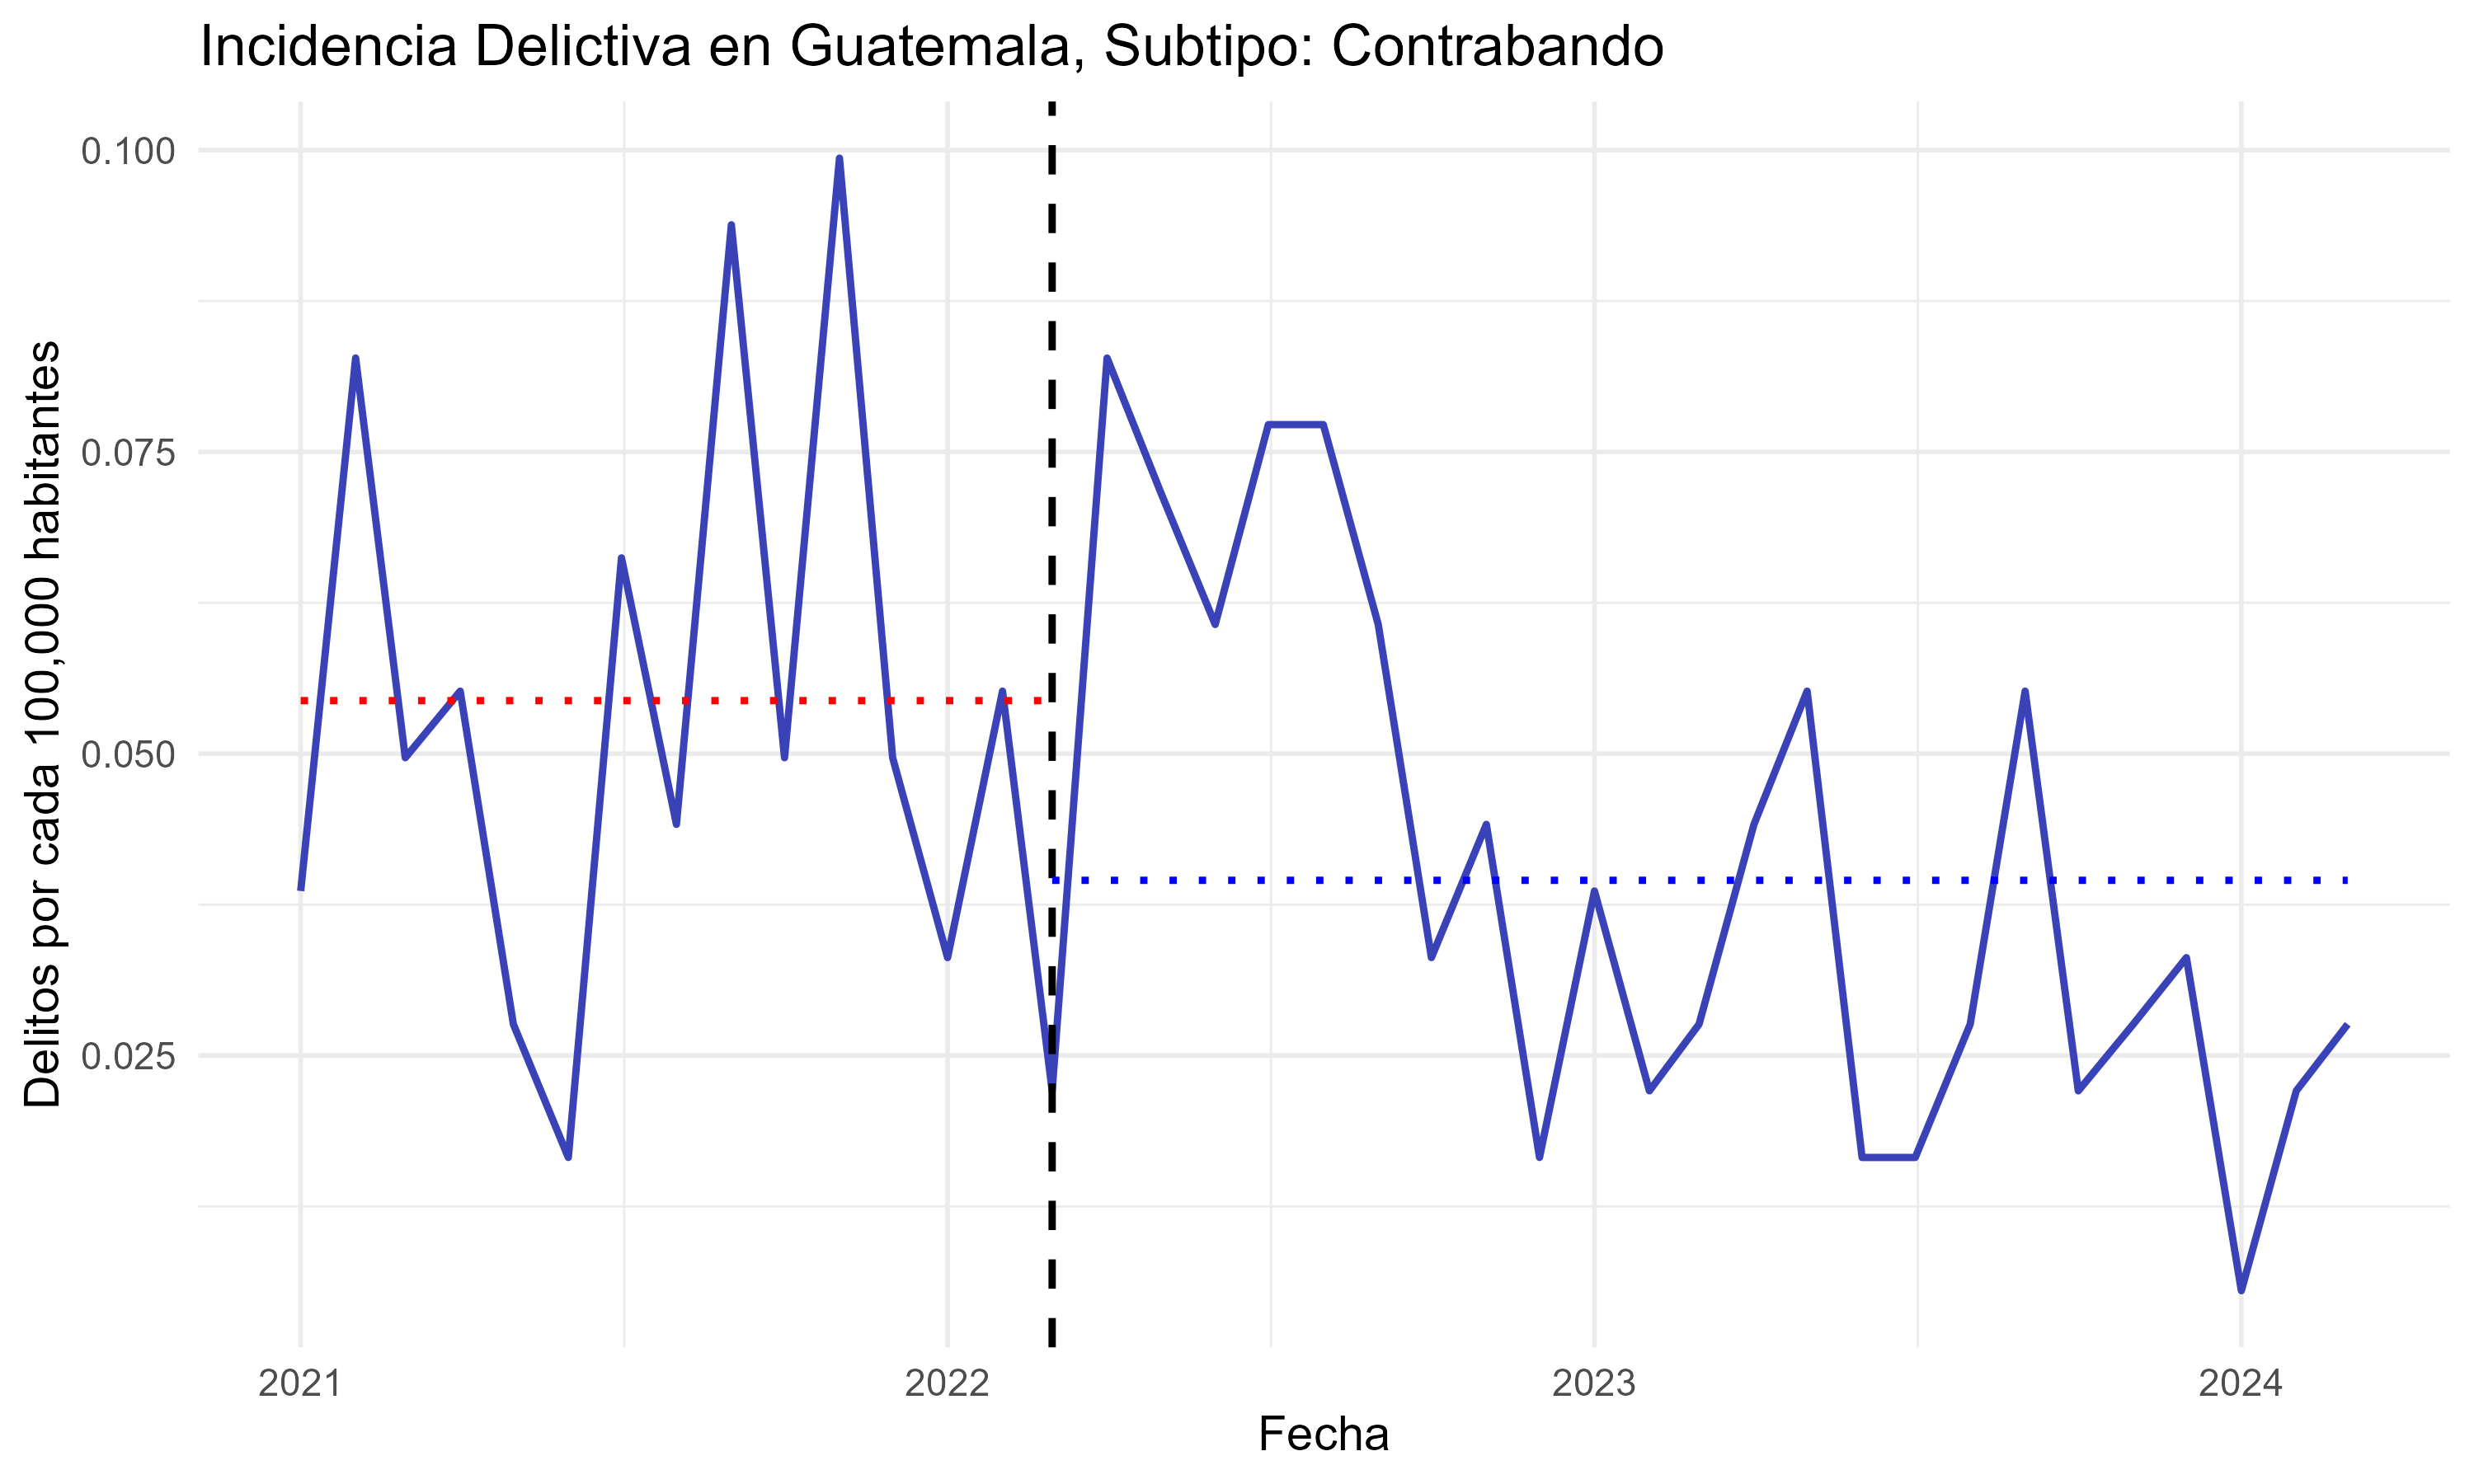 Incidencia Delictiva en Guatemala, Subtipo: Contrabando
Delitos por cada 100,000 habitantes
0.100
0.075
0.050
0.025
2021
2022
2023
2024
Fecha